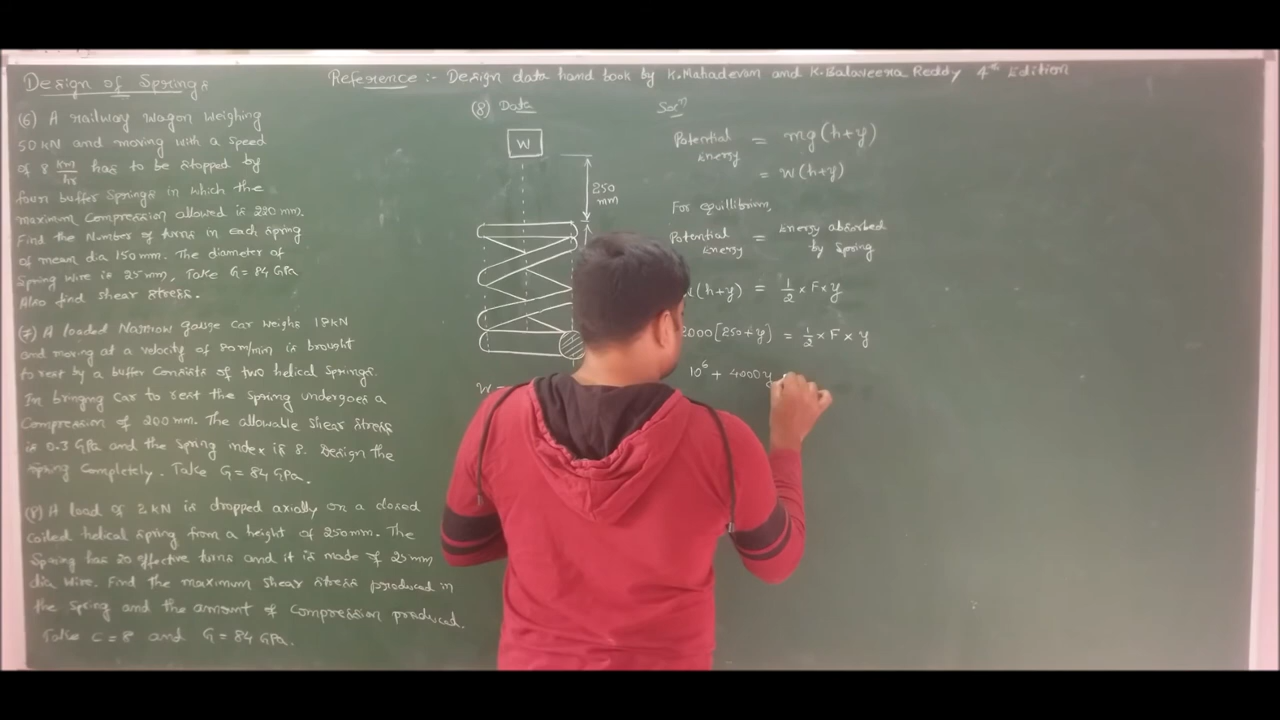 Design of Springs
Reference :- Design data hand book by K.Mahadevan and K.Balaveera Reddy 4th Edition
(6) A railway wagon weighing
50 kN and moving with a speed
of 8 km/hr has to be stopped by
four buffer springs in which the
maximum compression allowed is 220 mm.
Find the Number of turns in each spring
of mean dia 150 mm. The diameter of
spring wire is 25 mm, Take G = 84 GPa
Also find shear stress.
(7) A loaded Narrow gauge car weighs 18 kN
and moving at a velocity of 80 m/min is brought
to rest by a buffer consists of two helical springs.
In bringing car to rest the spring undergoes a
compression of 200 mm. The allowable shear stress
is 0.3 GPa and the spring index is 8. Design the
spring completely. Take G = 84 GPa.
(8) A load of 2 kN is dropped axially on a closed
coiled helical spring from a height of 250 mm. The
spring has 20 effective turns and it is made of 25 mm
dia wire. Find the maximum shear stress produced in
the spring and the amount of compression produced.
Take C = 8 and G = 84 GPa.
(8) Data
W
250
mm
W =
Sol^n
Potential Energy = mg(h+y)
= W(h+y)
For equillibrium,
Potential Energy = Energy absorbed by spring
(h+y) = 1/2 × F × y
2000[250+y] = 1/2 × F × y
10^6 + 4000y